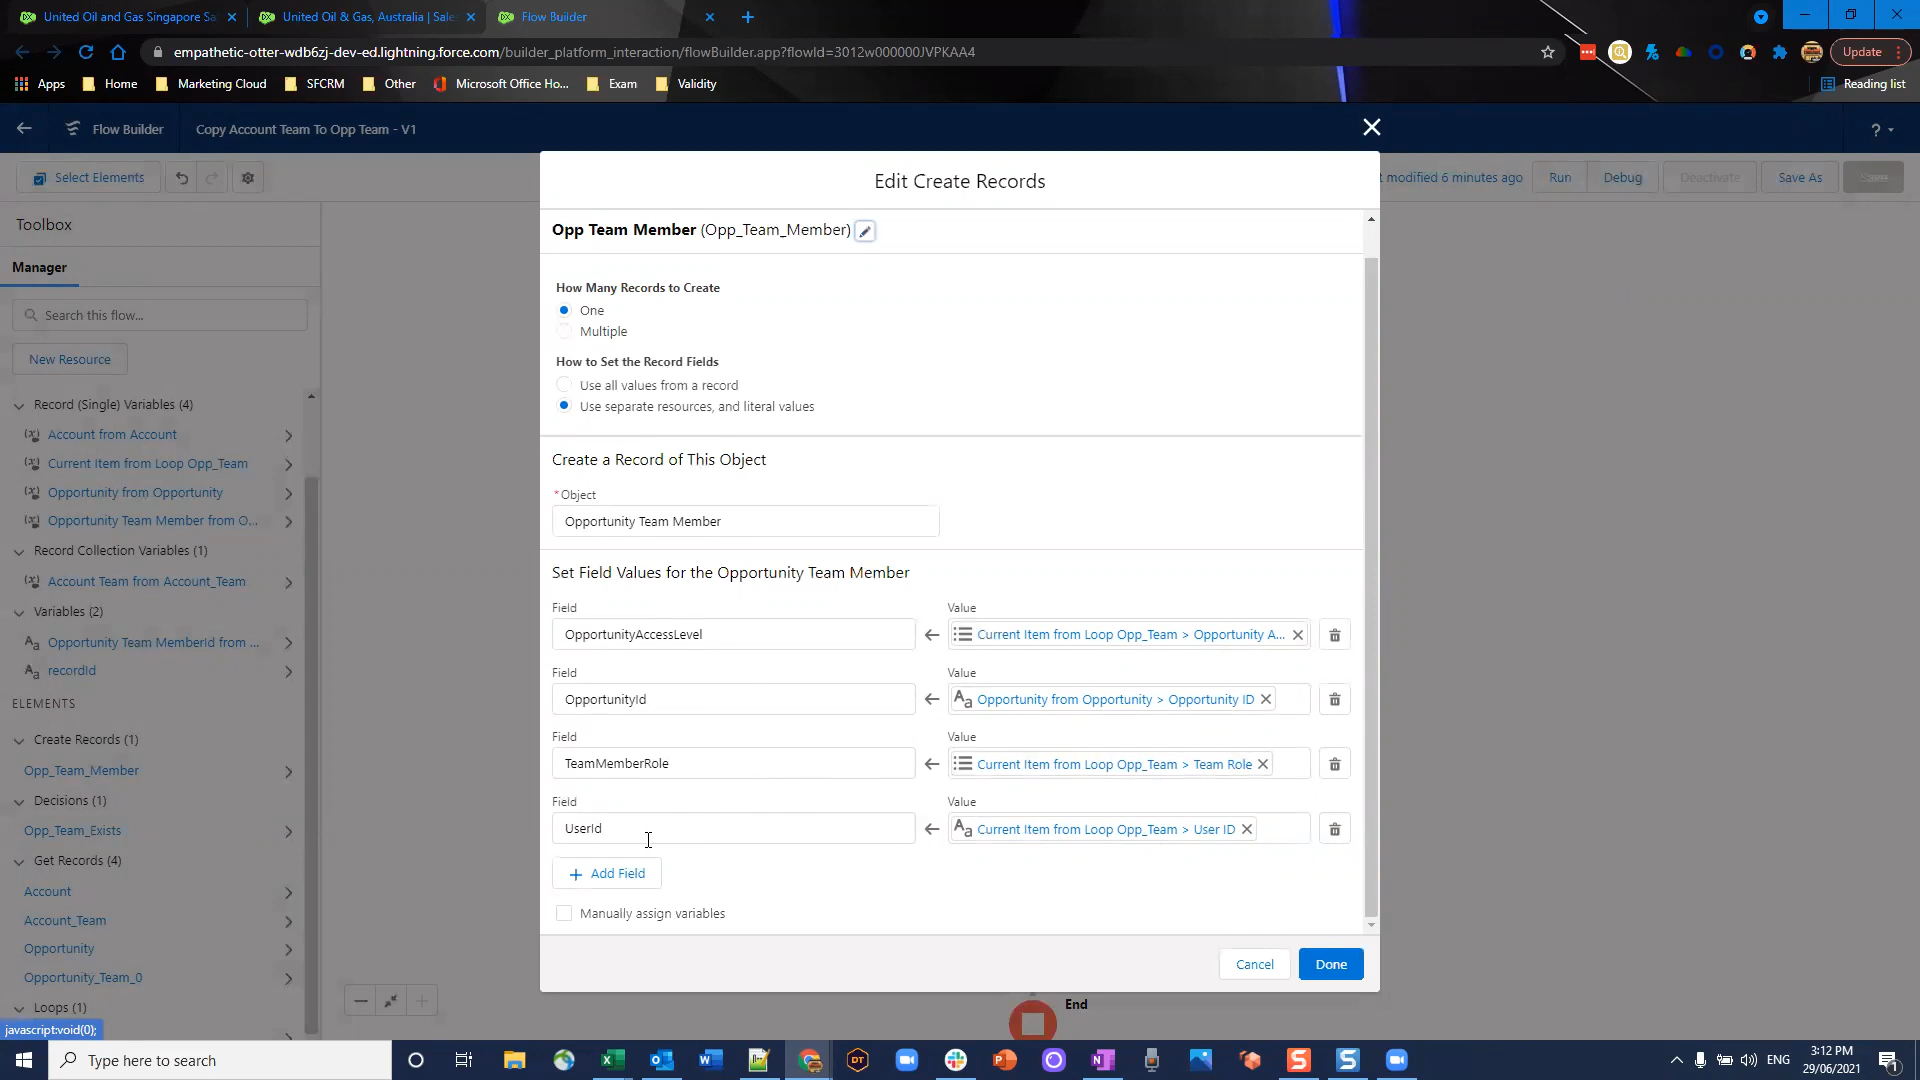 United Oil and Gas Singapore Sa
United Oil & Gas, Australia | Sale
Flow Builder
empathetic-otter-wdb6zj-dev-ed.lightning.force.com/builder_platform_interaction/flowBuilder.app?flowId=3012w000000JVPKAA4
Update
Apps
Home
Marketing Cloud
SFCRM
Other
Microsoft Office Ho...
Exam
Validity
Reading list
Flow Builder
Copy Account Team To Opp Team - V1
?
Select Elements
t modified 6 minutes ago
Run
Debug
Deactivate
Save As
Save
Toolbox
Manager
Search this flow...
New Resource
Record (Single) Variables (4)
Account from Account
Current Item from Loop Opp_Team
Opportunity from Opportunity
Opportunity Team Member from O...
Record Collection Variables (1)
Account Team from Account_Team
Variables (2)
Opportunity Team MemberId from ...
recordId
ELEMENTS
Create Records (1)
Opp_Team_Member
Decisions (1)
Opp_Team_Exists
Get Records (4)
Account
Account_Team
Opportunity
Opportunity_Team_0
Loops (1)
javascript:void(0);
Edit Create Records
Opp Team Member (Opp_Team_Member)
How Many Records to Create
One
Multiple
How to Set the Record Fields
Use all values from a record
Use separate resources, and literal values
Create a Record of This Object
*Object
Opportunity Team Member
Set Field Values for the Opportunity Team Member
Field
Value
OpportunityAccessLevel
Current Item from Loop Opp_Team > Opportunity A...
Field
Value
OpportunityId
Opportunity from Opportunity > Opportunity ID
Field
Value
TeamMemberRole
Current Item from Loop Opp_Team > Team Role
Field
Value
UserId
Current Item from Loop Opp_Team > User ID
Add Field
Manually assign variables
Cancel
Done
End
Type here to search
ENG
3:12 PM
29/06/2021